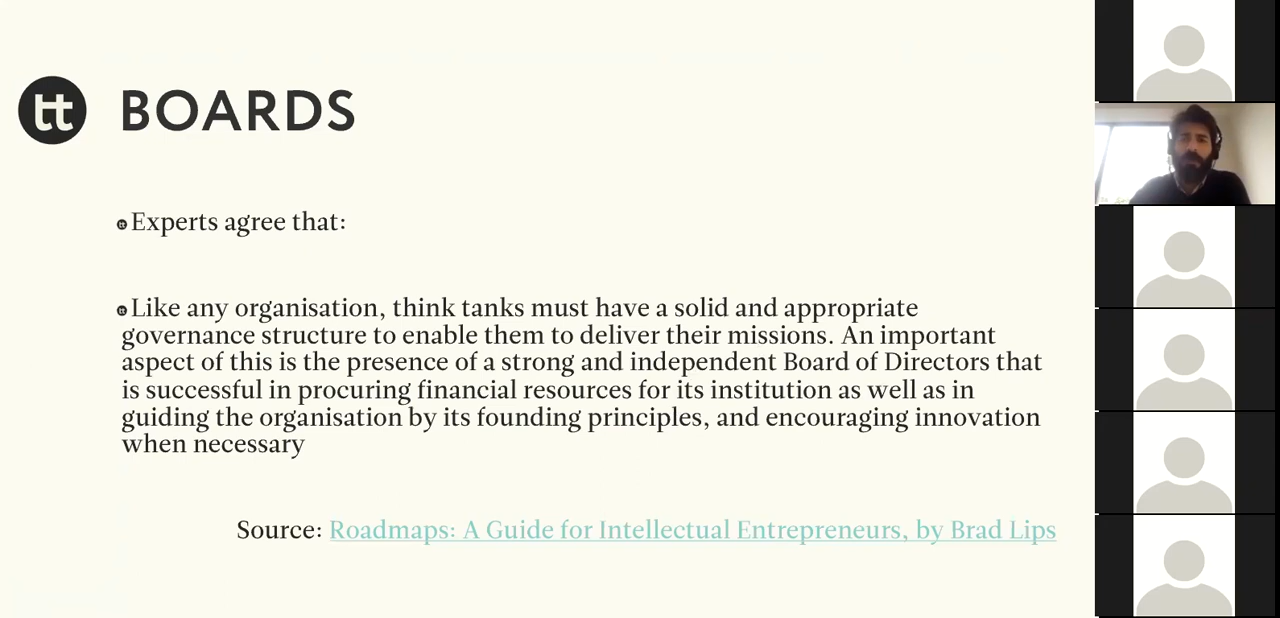 tt BOARDS
Experts agree that:
Like any organisation, think tanks must have a solid and appropriate
governance structure to enable them to deliver their missions. An important
aspect of this is the presence of a strong and independent Board of Directors that
is successful in procuring financial resources for its institution as well as in
guiding the organisation by its founding principles, and encouraging innovation
when necessary
Source: Roadmaps: A Guide for Intellectual Entrepreneurs, by Brad Lips